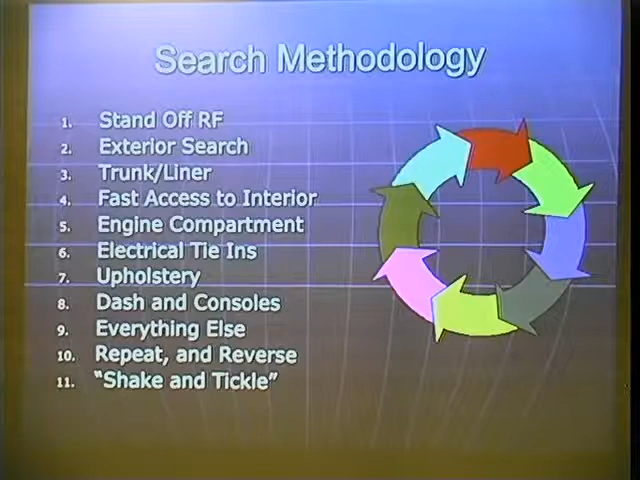 Search Methodology
1. Stand Off RF
2. Exterior Search
3. Trunk/Liner
4. Fast Access to Interior
5. Engine Compartment
6. Electrical Tie Ins
7. Upholstery
8. Dash and Consoles
9. Everything Else
10. Repeat, and Reverse
11. “Shake and Tickle”